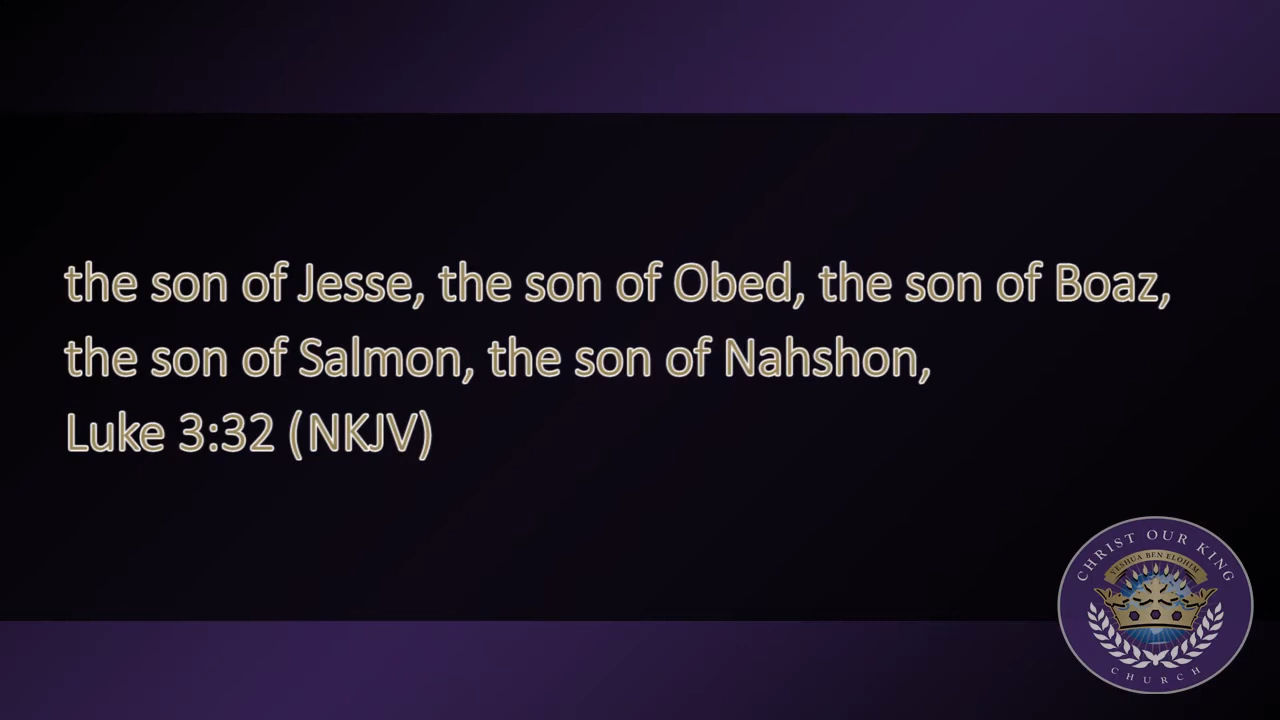 the son of Jesse, the son of Obed, the son of Boaz,
the son of Salmon, the son of Nahshon,
Luke 3:32 (NKJV)
CHRIST OUR KING
YESHUA BEN ELOHIM
CHURCH